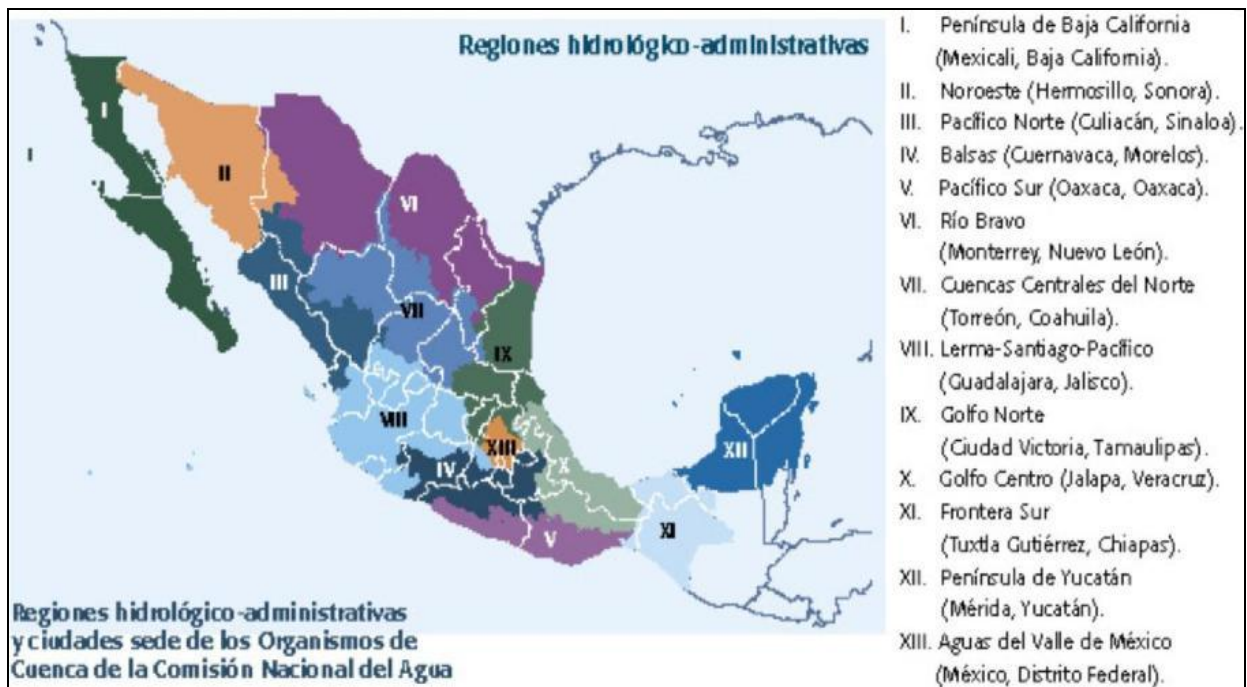 Regiones hidrológico-administrativas
I
II
III
VI
VII
IX
VIII
XIII
IV
X
V
XI
XII
I
Regiones hidrológico-administrativas
y ciudades sede de los Organismos de
Cuenca de la Comisión Nacional del Agua
I. Península de Baja California
(Mexicali, Baja California).
II. Noroeste (Hermosillo, Sonora).
III. Pacífico Norte (Culiacán, Sinaloa).
IV. Balsas (Cuernavaca, Morelos).
V. Pacífico Sur (Oaxaca, Oaxaca).
VI. Río Bravo
(Monterrey, Nuevo León).
VII. Cuencas Centrales del Norte
(Torreón, Coahuila).
VIII. Lerma-Santiago-Pacífico
(Guadalajara, Jalisco).
IX. Golfo Norte
(Ciudad Victoria, Tamaulipas).
X. Golfo Centro (Jalapa, Veracruz).
XI. Frontera Sur
(Tuxtla Gutiérrez, Chiapas).
XII. Península de Yucatán
(Mérida, Yucatán).
XIII. Aguas del Valle de México
(México, Distrito Federal).